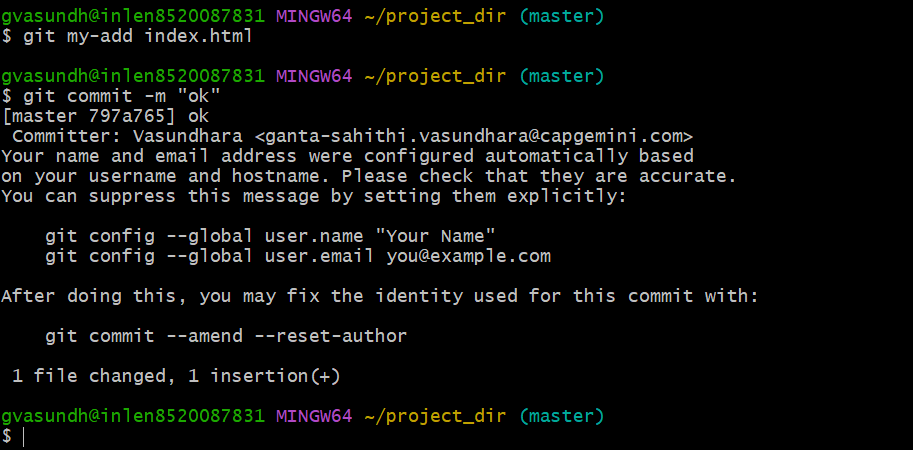 gvasundh@inlen8520087831 MINGW64 ~/project_dir (master)
$ git my-add index.html
gvasundh@inlen8520087831 MINGW64 ~/project_dir (master)
$ git commit -m "ok"
[master 797a765] ok
 Committer: Vasundhara <ganta-sahithi.vasundhara@capgemini.com>
Your name and email address were configured automatically based
on your username and hostname. Please check that they are accurate.
You can suppress this message by setting them explicitly:
    git config --global user.name "Your Name"
    git config --global user.email you@example.com
After doing this, you may fix the identity used for this commit with:
    git commit --amend --reset-author
 1 file changed, 1 insertion(+)
gvasundh@inlen8520087831 MINGW64 ~/project_dir (master)
$